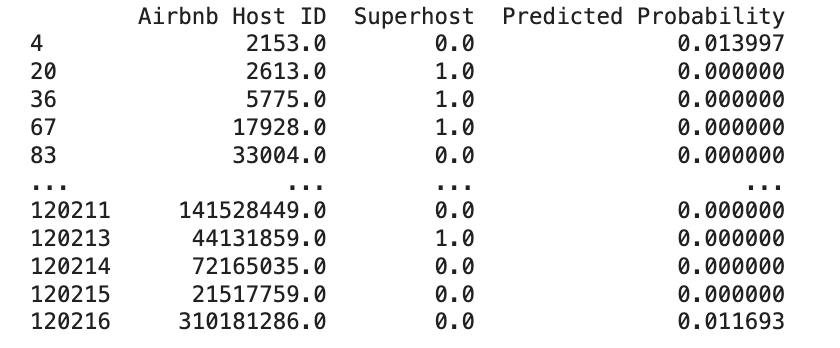 Airbnb Host ID Superhost Predicted Probability
4 2153.0 0.0 0.013997
20 2613.0 1.0 0.000000
36 5775.0 1.0 0.000000
67 17928.0 1.0 0.000000
83 33004.0 0.0 0.000000
... ... ... ...
120211 141528449.0 0.0 0.000000
120213 44131859.0 1.0 0.000000
120214 72165035.0 0.0 0.000000
120215 21517759.0 0.0 0.000000
120216 310181286.0 0.0 0.011693